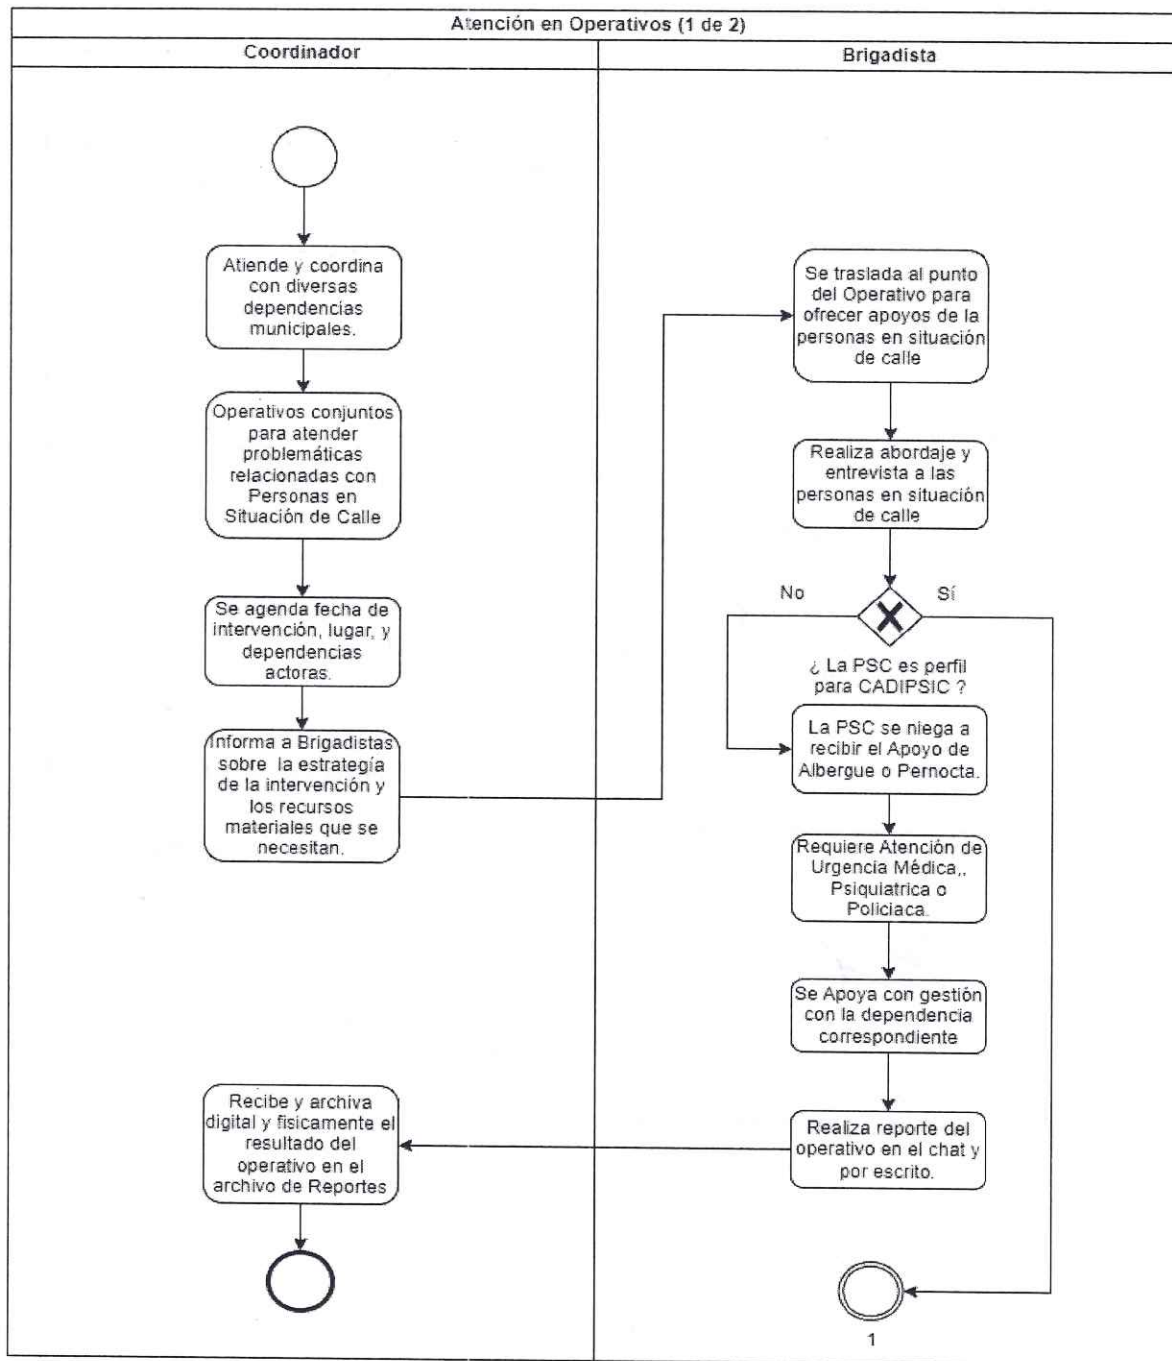 Atención en Operativos (1 de 2)
Coordinador
Brigadista
Atiende y coordina
con diversas
dependencias
municipales.
Operativos conjuntos
para atender
problemáticas
relacionadas con
Personas en
Situación de Calle
Se agenda fecha de
intervención, lugar, y
dependencias
actoras.
Informa a Brigadistas
sobre la estrategía
de la intervención y
los recursos
materiales que se
necesitan.
Se traslada al punto
del Operativo para
ofrecer apoyos de la
personas en situación
de calle
Realiza abordaje y
entrevista a las
personas en situación
de calle
No
Sí
¿ La PSC es perfil
para CADIPSIC ?
La PSC se niega a
recibir el Apoyo de
Albergue o Pernocta.
Requiere Atención de
Urgencia Médica,,
Psiquiatrica o
Policiaca.
Se Apoya con gestión
con la dependencia
correspondiente
Realiza reporte del
operativo en el chat y
por escrito.
Recibe y archiva
digital y fisicamente el
resultado del
operativo en el
archivo de Reportes
1